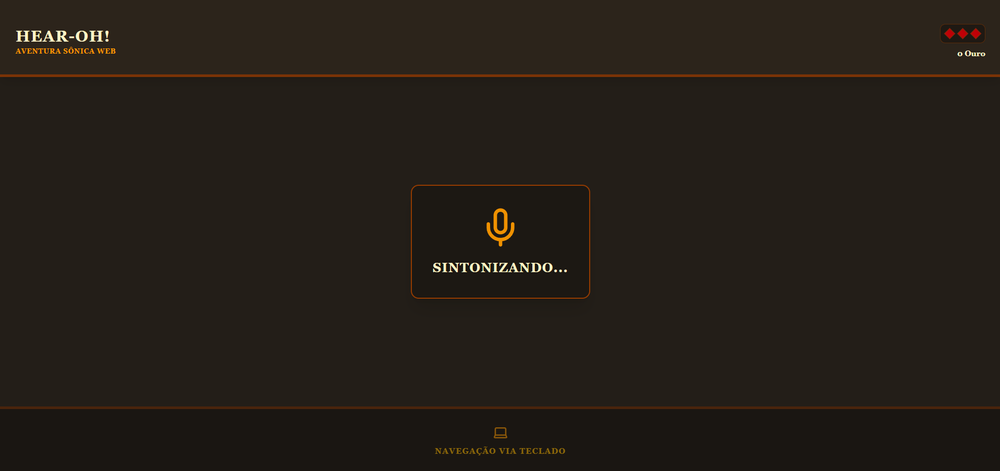 HEAR-OH!
AVENTURA SÔNICA WEB
0 Ouro
SINTONIZANDO...
NAVEGAÇÃO VIA TECLADO